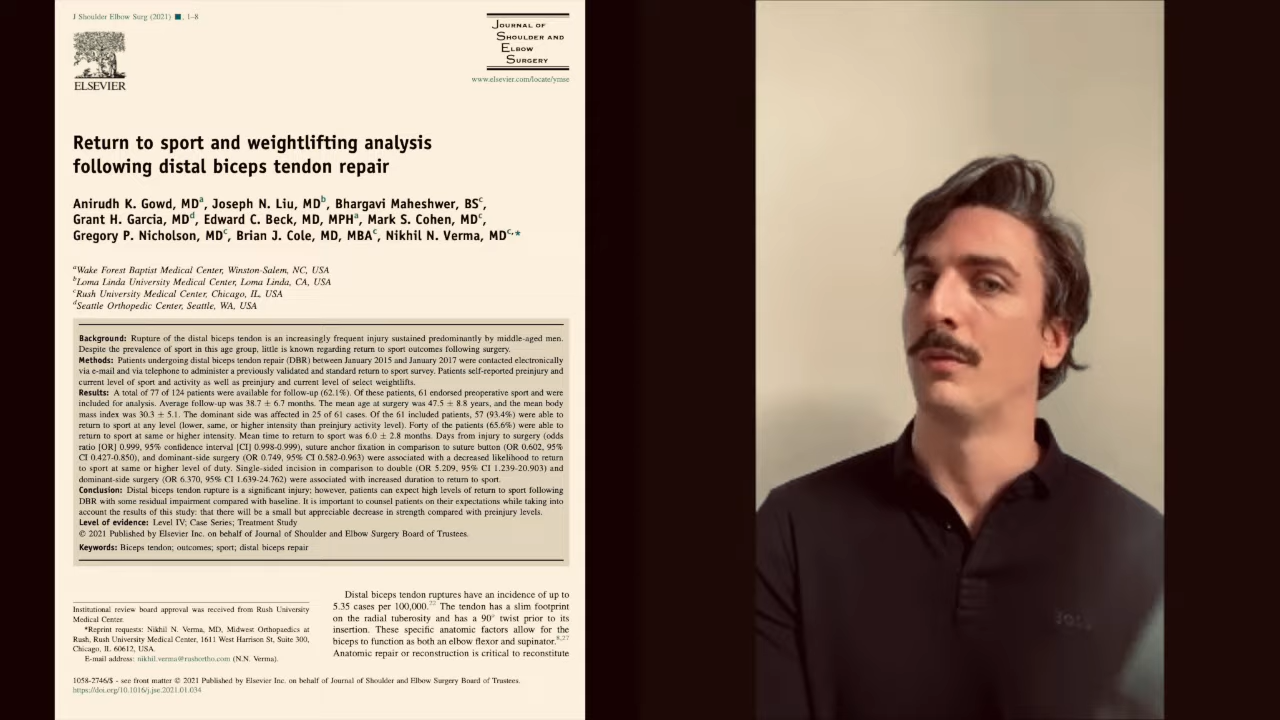 J Shoulder Elbow Surg (2021) ■, 1–8
JOURNAL OF
SHOULDER AND
ELBOW
SURGERY
ELSEVIER
www.elsevier.com/locate/ymse
Return to sport and weightlifting analysis
following distal biceps tendon repair
Anirudh K. Gowd, MDa, Joseph N. Liu, MDb, Bhargavi Maheshwer, BSc,
Grant H. Garcia, MDd, Edward C. Beck, MD, MPHa, Mark S. Cohen, MDc,
Gregory P. Nicholson, MDc, Brian J. Cole, MD, MBAc, Nikhil N. Verma, MDc,*
aWake Forest Baptist Medical Center, Winston-Salem, NC, USA
bLoma Linda University Medical Center, Loma Linda, CA, USA
cRush University Medical Center, Chicago, IL, USA
dSeattle Orthopedic Center, Seattle, WA, USA
Background: Rupture of the distal biceps tendon is an increasingly frequent injury sustained predominantly by middle-aged men.
Despite the prevalence of sport in this age group, little is known regarding return to sport outcomes following surgery.
Methods: Patients undergoing distal biceps tendon repair (DBR) between January 2015 and January 2017 were contacted electronically
via e-mail and via telephone to administer a previously validated and standard return to sport survey. Patients self-reported preinjury and
current level of sport and activity as well as preinjury and current level of select weightlifts.
Results: A total of 77 of 124 patients were available for follow-up (62.1%). Of these patients, 61 endorsed preoperative sport and were
included for analysis. Average follow-up was 38.7 ± 6.7 months. The mean age at surgery was 47.5 ± 8.8 years, and the mean body
mass index was 30.3 ± 5.1. The dominant side was affected in 25 of 61 cases. Of the 61 included patients, 57 (93.4%) were able to
return to sport at any level (lower, same, or higher intensity than preinjury activity level). Forty of the patients (65.6%) were able to
return to sport at same or higher intensity. Mean time to return to sport was 6.0 ± 2.8 months. Days from injury to surgery (odds
ratio [OR] 0.999, 95% confidence interval [CI] 0.998-0.999), suture anchor fixation in comparison to suture button (OR 0.602, 95%
CI 0.427-0.850), and dominant-side surgery (OR 0.749, 95% CI 0.582-0.963) were associated with a decreased likelihood to return
to sport at same or higher level of duty. Single-sided incision in comparison to double (OR 5.209, 95% CI 1.239-20.903) and
dominant-side surgery (OR 6.370, 95% CI 1.639-24.762) were associated with increased duration to return to sport.
Conclusion: Distal biceps tendon rupture is a significant injury; however, patients can expect high levels of return to sport following
DBR with some residual impairment compared with baseline. It is important to counsel patients on their expectations while taking into
account the results of this study: that there will be a small but appreciable decrease in strength compared with preinjury levels.
Level of evidence: Level IV; Case Series; Treatment Study
© 2021 Published by Elsevier Inc. on behalf of Journal of Shoulder and Elbow Surgery Board of Trustees.
Keywords: Biceps tendon; outcomes; sport; distal biceps repair
Institutional review board approval was received from Rush University
Medical Center.
*Reprint requests: Nikhil N. Verma, MD, Midwest Orthopaedics at
Rush, Rush University Medical Center, 1611 West Harrison St, Suite 300,
Chicago, IL 60612, USA.
E-mail address: nikhil.verma@rushortho.com (N.N. Verma).
Distal biceps tendon ruptures have an incidence of up to
5.35 cases per 100,000.22 The tendon has a slim footprint
on the radial tuberosity and has a 90° twist prior to its
insertion. These specific anatomic factors allow for the
biceps to function as both an elbow flexor and supinator.8,27
Anatomic repair or reconstruction is critical to reconstitute
1058-2746/$ - see front matter © 2021 Published by Elsevier Inc. on behalf of Journal of Shoulder and Elbow Surgery Board of Trustees.
https://doi.org/10.1016/j.jse.2021.01.034